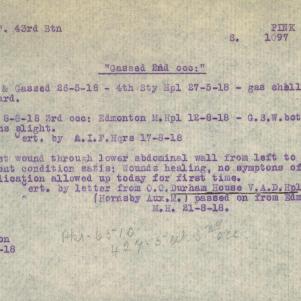 . 43rd Btn PINK
S. 1097
"Gassed 2nd occ:"
& Gassed 26-5-18 - 4th Sty Hpl 27-5-18 - gas shell
ard.
8-8-18 3rd occ: Edmonton M.Hpl 12-8-18 - G.S.W.bot
ns slight.
ert. by A.I.F.Hqrs 17-8-18
st wound through lower abdominal wall from left to
nt condition satis: Wounds healing, no symptons of
lication allowed up today for first time.
ert. by letter from O.C.Durham House V.A.D.Hpl
(Hornsby Aux.H.) passed on from Edm
M.H. 21-8-18.
on
-18